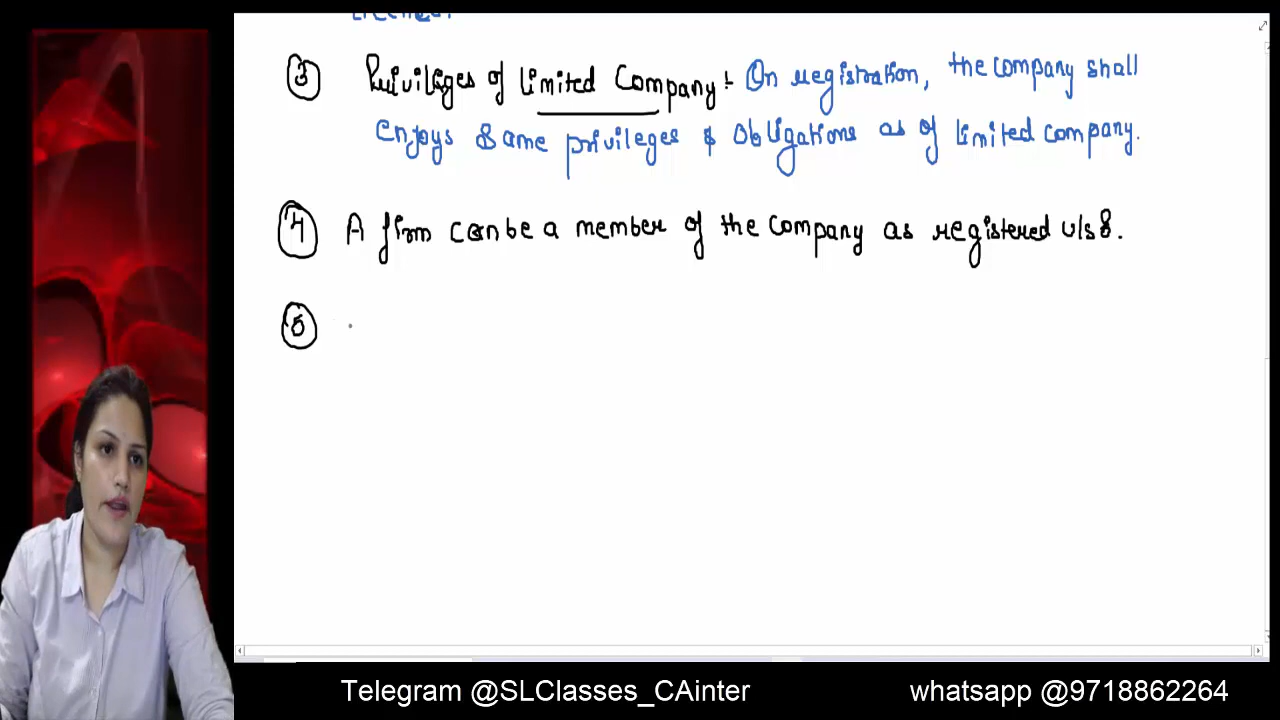 ③ Privileges of limited Company :- On registration, the company shall
enjoys same privileges & obligations as of limited company.
④ A firm can be a member of the company as registered u/s 8.
⑤
Telegram @SLClasses_CAinter
whatsapp @9718862264